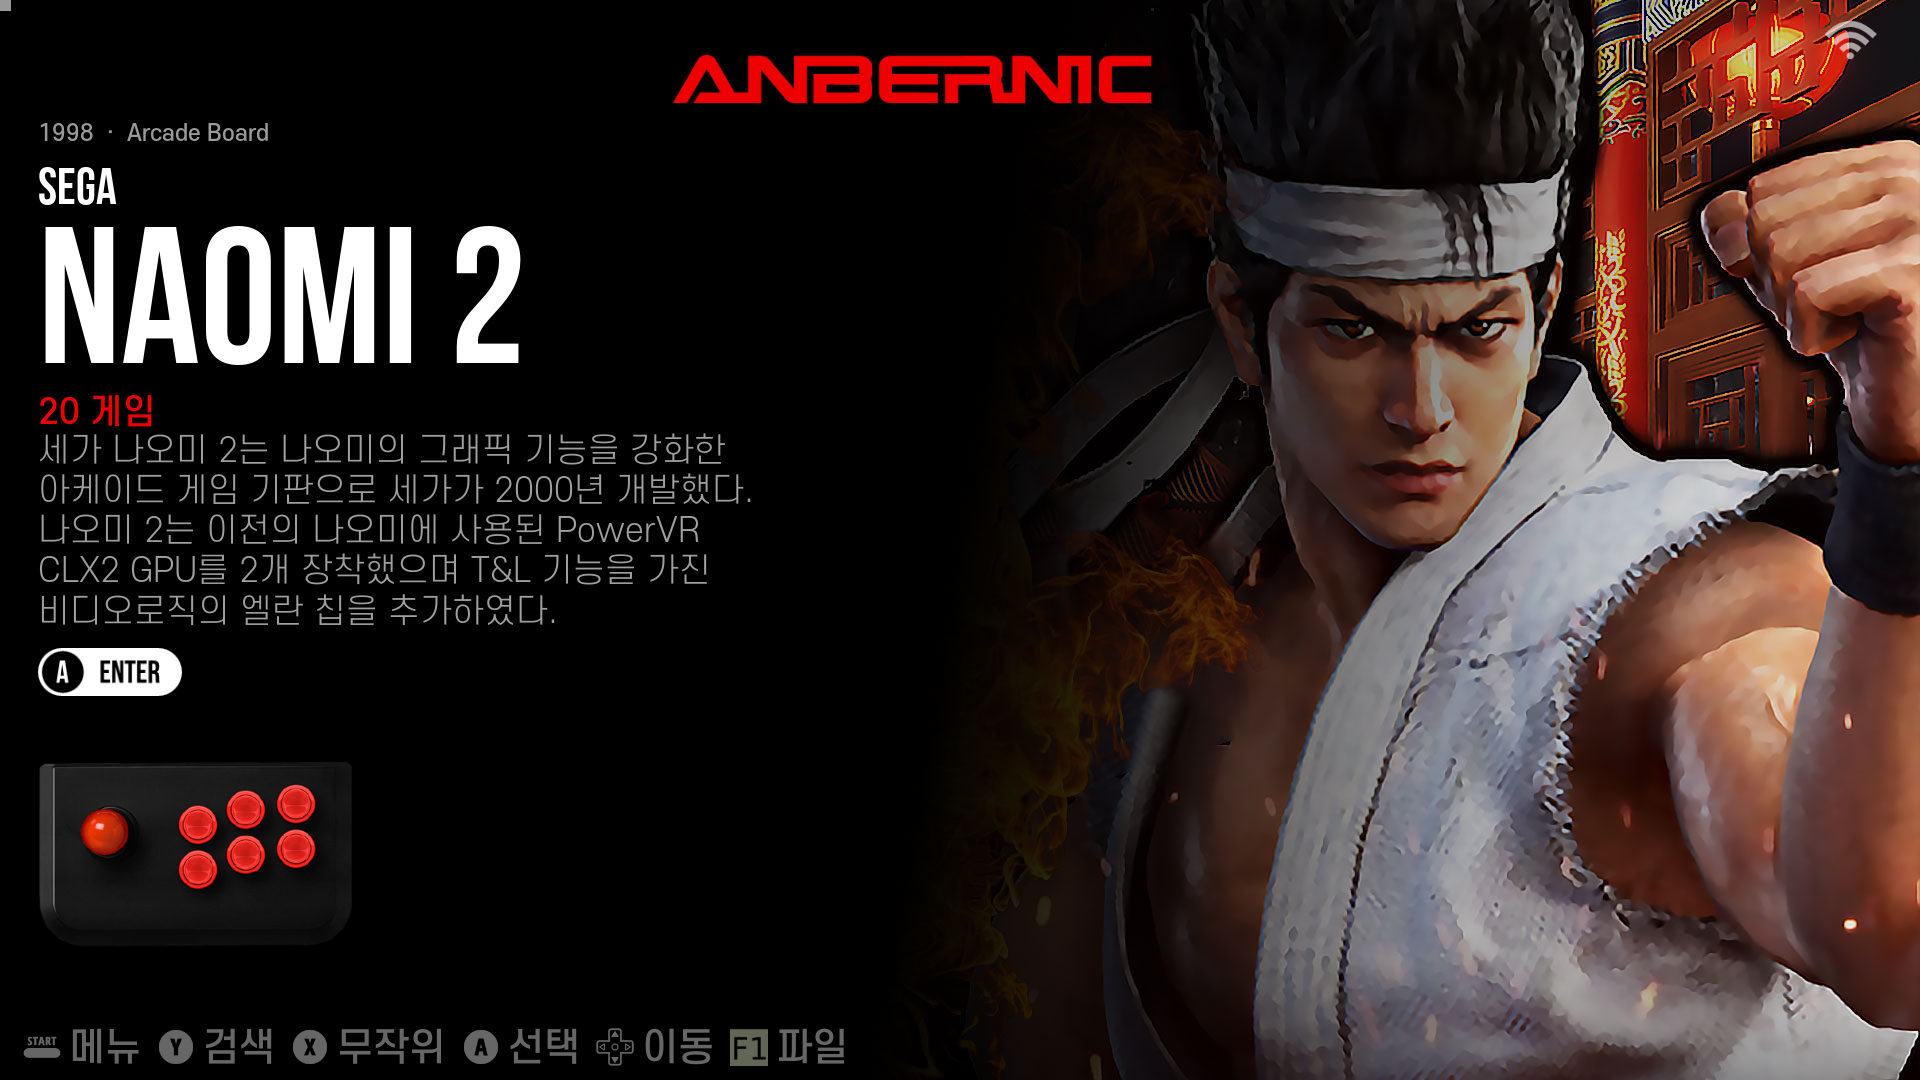 ANBERNIC
1998 · Arcade Board
SEGA
NAOMI 2
20 게임
세가 나오미 2는 나오미의 그래픽 기능을 강화한
아케이드 게임 기판으로 세가가 2000년 개발했다.
나오미 2는 이전의 나오미에 사용된 PowerVR
CLX2 GPU를 2개 장착했으며 T&L 기능을 가진
비디오로직의 엘란 칩을 추가하였다.
A ENTER
START 메뉴 Y 검색 X 무작위 A 선택 이동 F1 파일